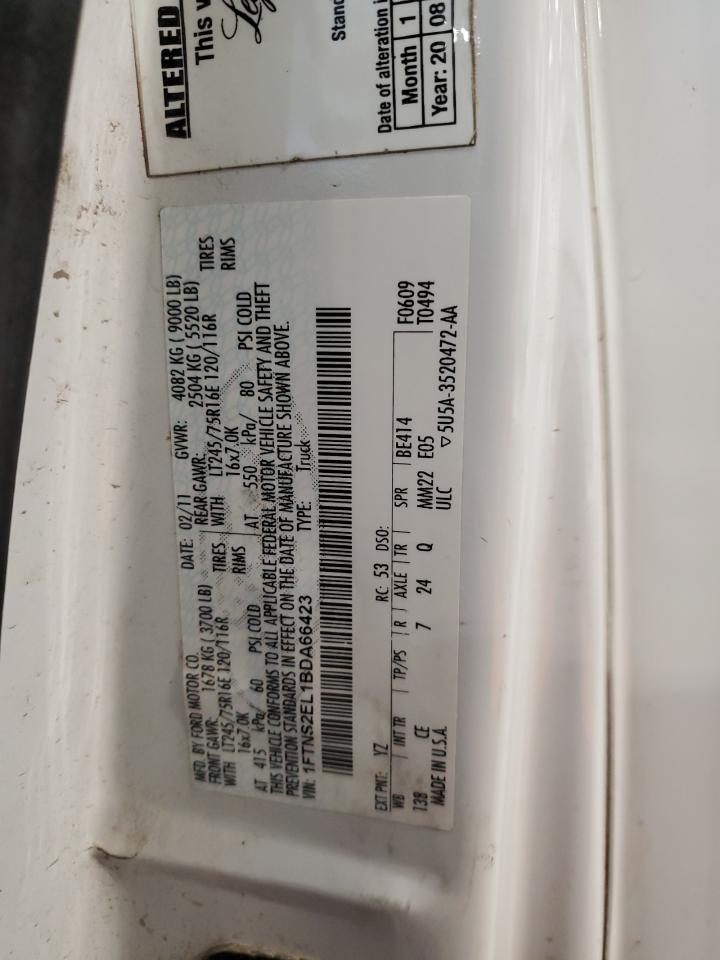 MFD. BY FORD MOTOR CO.
DATE: 02/11 GVWR: 4082 KG ( 9000 LB)
FRONT GAWR: 1678 KG ( 3700 LB) REAR GAWR: 2504 KG ( 5520 LB)
WITH LT245/75R16E 120/116R TIRES WITH LT245/75R16E 120/116R TIRES
16x7.0K RIMS 16x7.0K RIMS
AT 415 kPa/ 60 PSI COLD AT 550 kPa/ 80 PSI COLD
THIS VEHICLE CONFORMS TO ALL APPLICABLE FEDERAL MOTOR VEHICLE SAFETY AND THEFT
PREVENTION STANDARDS IN EFFECT ON THE DATE OF MANUFACTURE SHOWN ABOVE.
VIN: 1FTNS2EL1BDA66423 TYPE: Truck
EXT PNT: YZ RC: 53 DSO: F0609
WB INT TR TP/PS R AXLE TR SPR BE414 T0494
138 CE 7 24 Q MM22 E05
MADE IN U.S.A. ULC ▽5U5A-3520472-AA
ALTERED
This v
Stand
Date of alteration i
Month 1
Year: 20 08